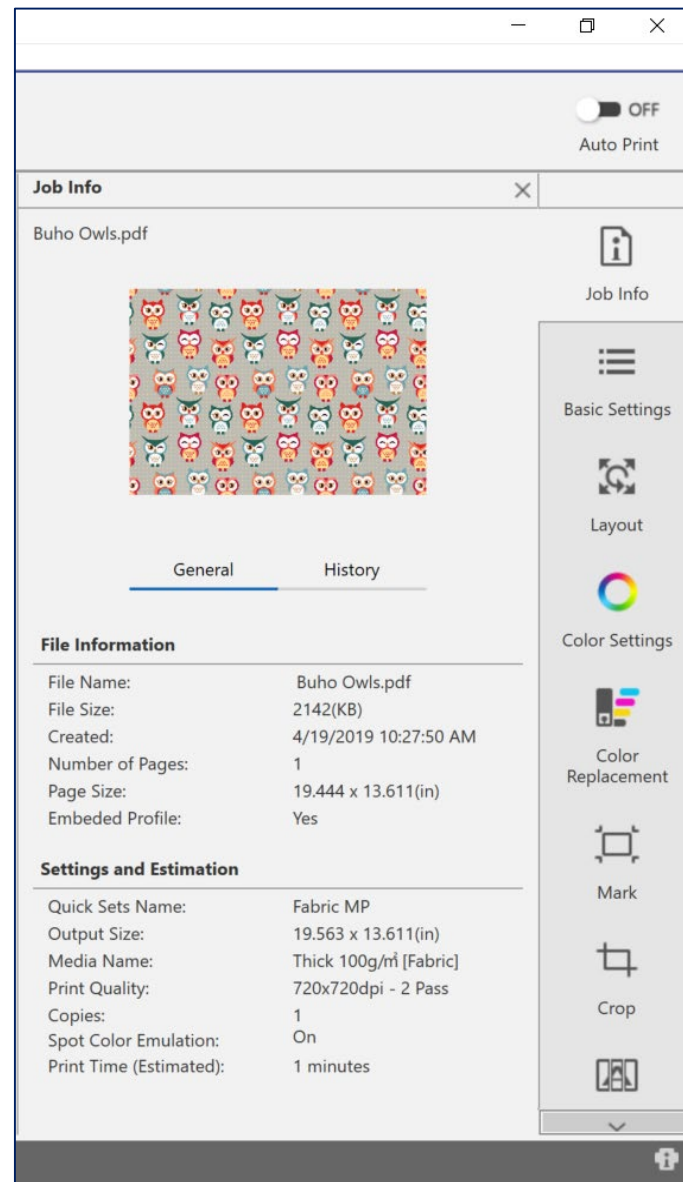 OFF
Auto Print
Job Info
Buho Owls.pdf
Job Info
Basic Settings
General
History
Layout
Color Settings
File Information
File Name: Buho Owls.pdf
File Size: 2142(KB)
Created: 4/19/2019 10:27:50 AM
Number of Pages: 1
Page Size: 19.444 x 13.611(in)
Embeded Profile: Yes
Color
Replacement
Settings and Estimation
Quick Sets Name: Fabric MP
Output Size: 19.563 x 13.611(in)
Media Name: Thick 100g/㎡ [Fabric]
Print Quality: 720x720dpi - 2 Pass
Copies: 1
Spot Color Emulation: On
Print Time (Estimated): 1 minutes
Mark
Crop